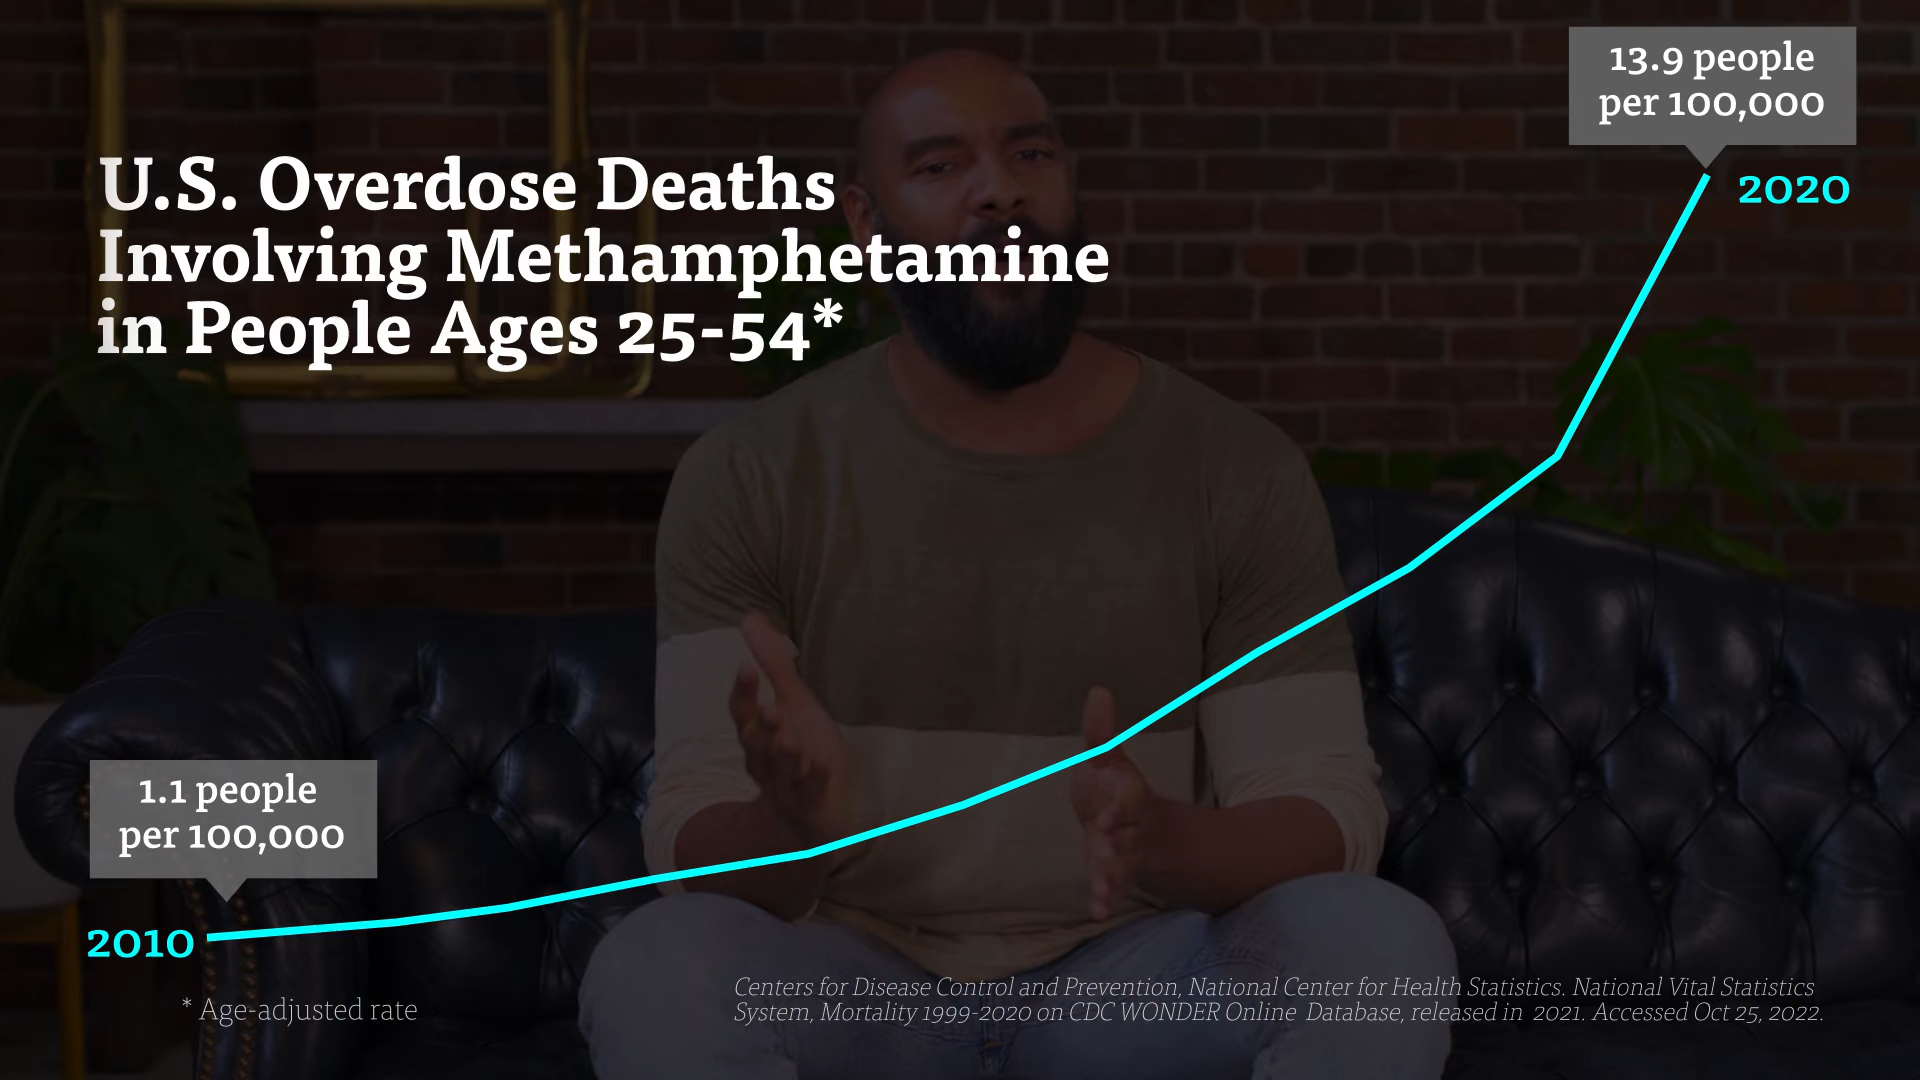 13.9 people
per 100,000
2020
U.S. Overdose Deaths
Involving Methamphetamine
in People Ages 25-54*
1.1 people
per 100,000
2010
* Age-adjusted rate
Centers for Disease Control and Prevention, National Center for Health Statistics. National Vital Statistics
System, Mortality 1999-2020 on CDC WONDER Online Database, released in 2021. Accessed Oct 25, 2022.